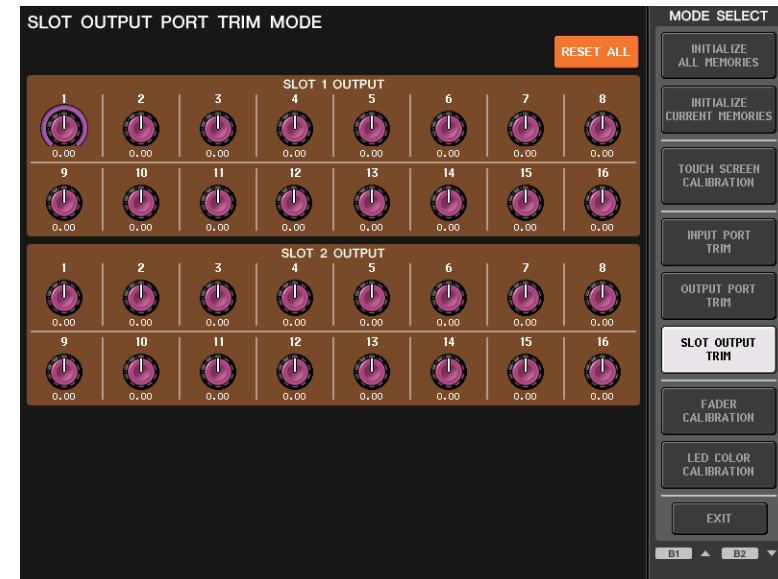 SLOT OUTPUT PORT TRIM MODE
RESET ALL
SLOT 1 OUTPUT
1 2 3 4 5 6 7 8
0.00 0.00 0.00 0.00 0.00 0.00 0.00 0.00
9 10 11 12 13 14 15 16
0.00 0.00 0.00 0.00 0.00 0.00 0.00 0.00
SLOT 2 OUTPUT
1 2 3 4 5 6 7 8
0.00 0.00 0.00 0.00 0.00 0.00 0.00 0.00
9 10 11 12 13 14 15 16
0.00 0.00 0.00 0.00 0.00 0.00 0.00 0.00
MODE SELECT
INITIALIZE
ALL MEMORIES
INITIALIZE
CURRENT MEMORIES
TOUCH SCREEN
CALIBRATION
INPUT PORT
TRIM
OUTPUT PORT
TRIM
SLOT OUTPUT
TRIM
FADER
CALIBRATION
LED COLOR
CALIBRATION
EXIT
B1 ▲ B2 ▼